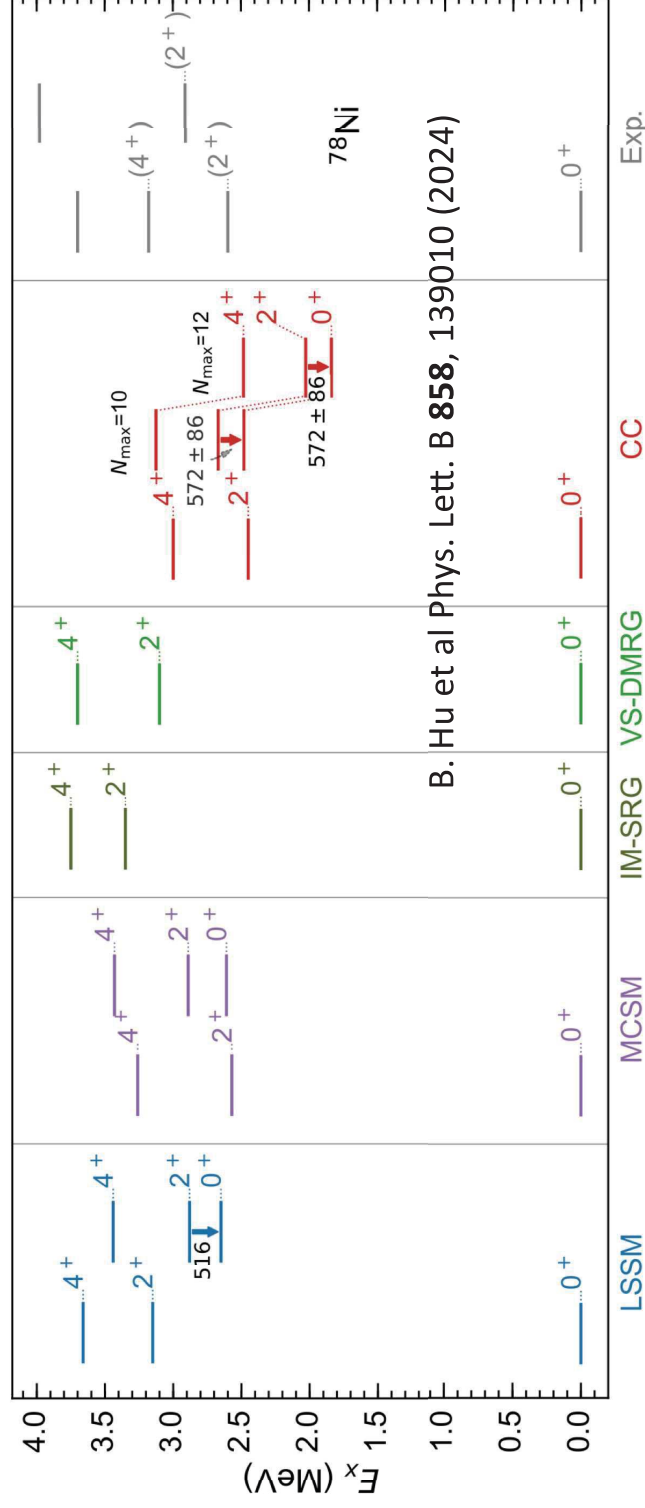 4.0
3.5
3.0
2.5
2.0
1.5
1.0
0.5
0.0
E_x (MeV)
4⁺
2⁺
0⁺
4⁺
2⁺
0⁺
516
LSSM
4⁺
2⁺
0⁺
4⁺
2⁺
0⁺
MCSM
4⁺
2⁺
0⁺
IM-SRG
4⁺
2⁺
0⁺
VS-DMRG
4⁺
2⁺
0⁺
N_max=10
572 ± 86
N_max=12
4⁺
2⁺
0⁺
572 ± 86
CC
(4⁺)
(2⁺)
(2⁺)
0⁺
⁷⁸Ni
Exp.
B. Hu et al Phys. Lett. B 858, 139010 (2024)